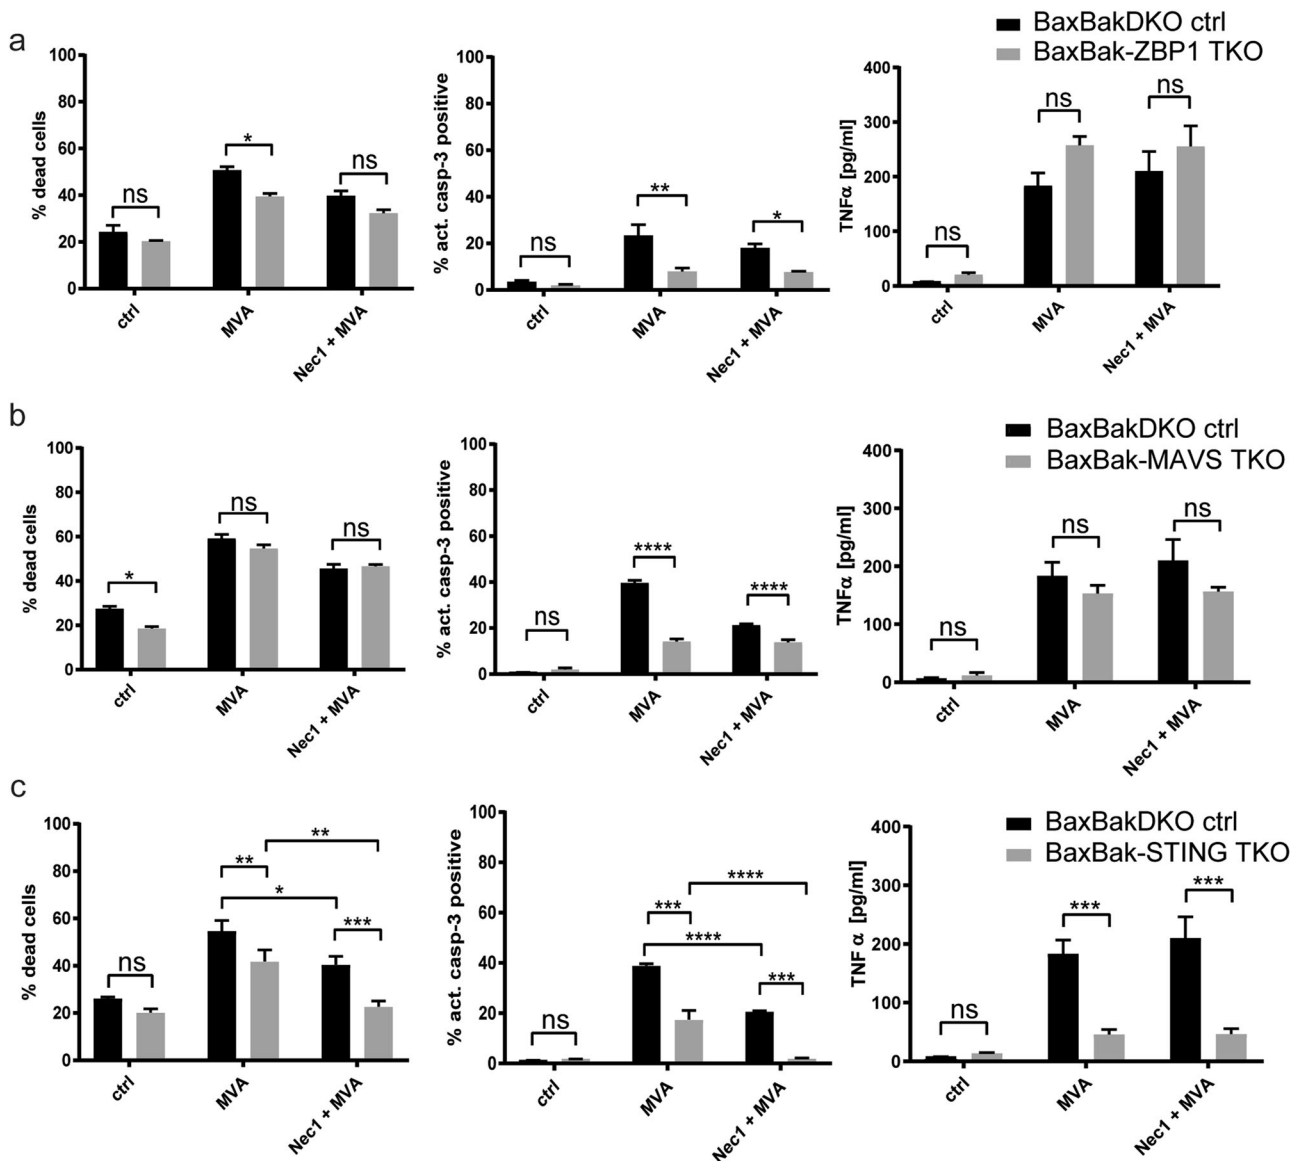 a
BaxBakDKO ctrl
BaxBak-ZBP1 TKO
% dead cells
100
80
60
40
20
0
ns
*
ns
ctrl
MVA
Nec1 + MVA
% act. casp-3 positive
100
80
60
40
20
0
ns
**
*
ctrl
MVA
Nec1 + MVA
TNFα [pg/ml]
400
300
200
100
0
ns
ns
ns
ctrl
MVA
Nec1 + MVA
b
BaxBakDKO ctrl
BaxBak-MAVS TKO
% dead cells
100
80
60
40
20
0
*
ns
ns
ctrl
MVA
Nec1 + MVA
% act. casp-3 positive
100
80
60
40
20
0
ns
****
****
ctrl
MVA
Nec1 + MVA
TNFα [pg/ml]
400
300
200
100
0
ns
ns
ns
ctrl
MVA
Nec1 + MVA
c
BaxBakDKO ctrl
BaxBak-STING TKO
% dead cells
100
80
60
40
20
0
ns
**
**
*
***
ctrl
MVA
Nec1 + MVA
% act. casp-3 positive
100
80
60
40
20
0
ns
****
***
****
***
ctrl
MVA
Nec1 + MVA
TNF α [pg/ml]
400
300
200
100
0
ns
***
***
ctrl
MVA
Nec1 + MVA